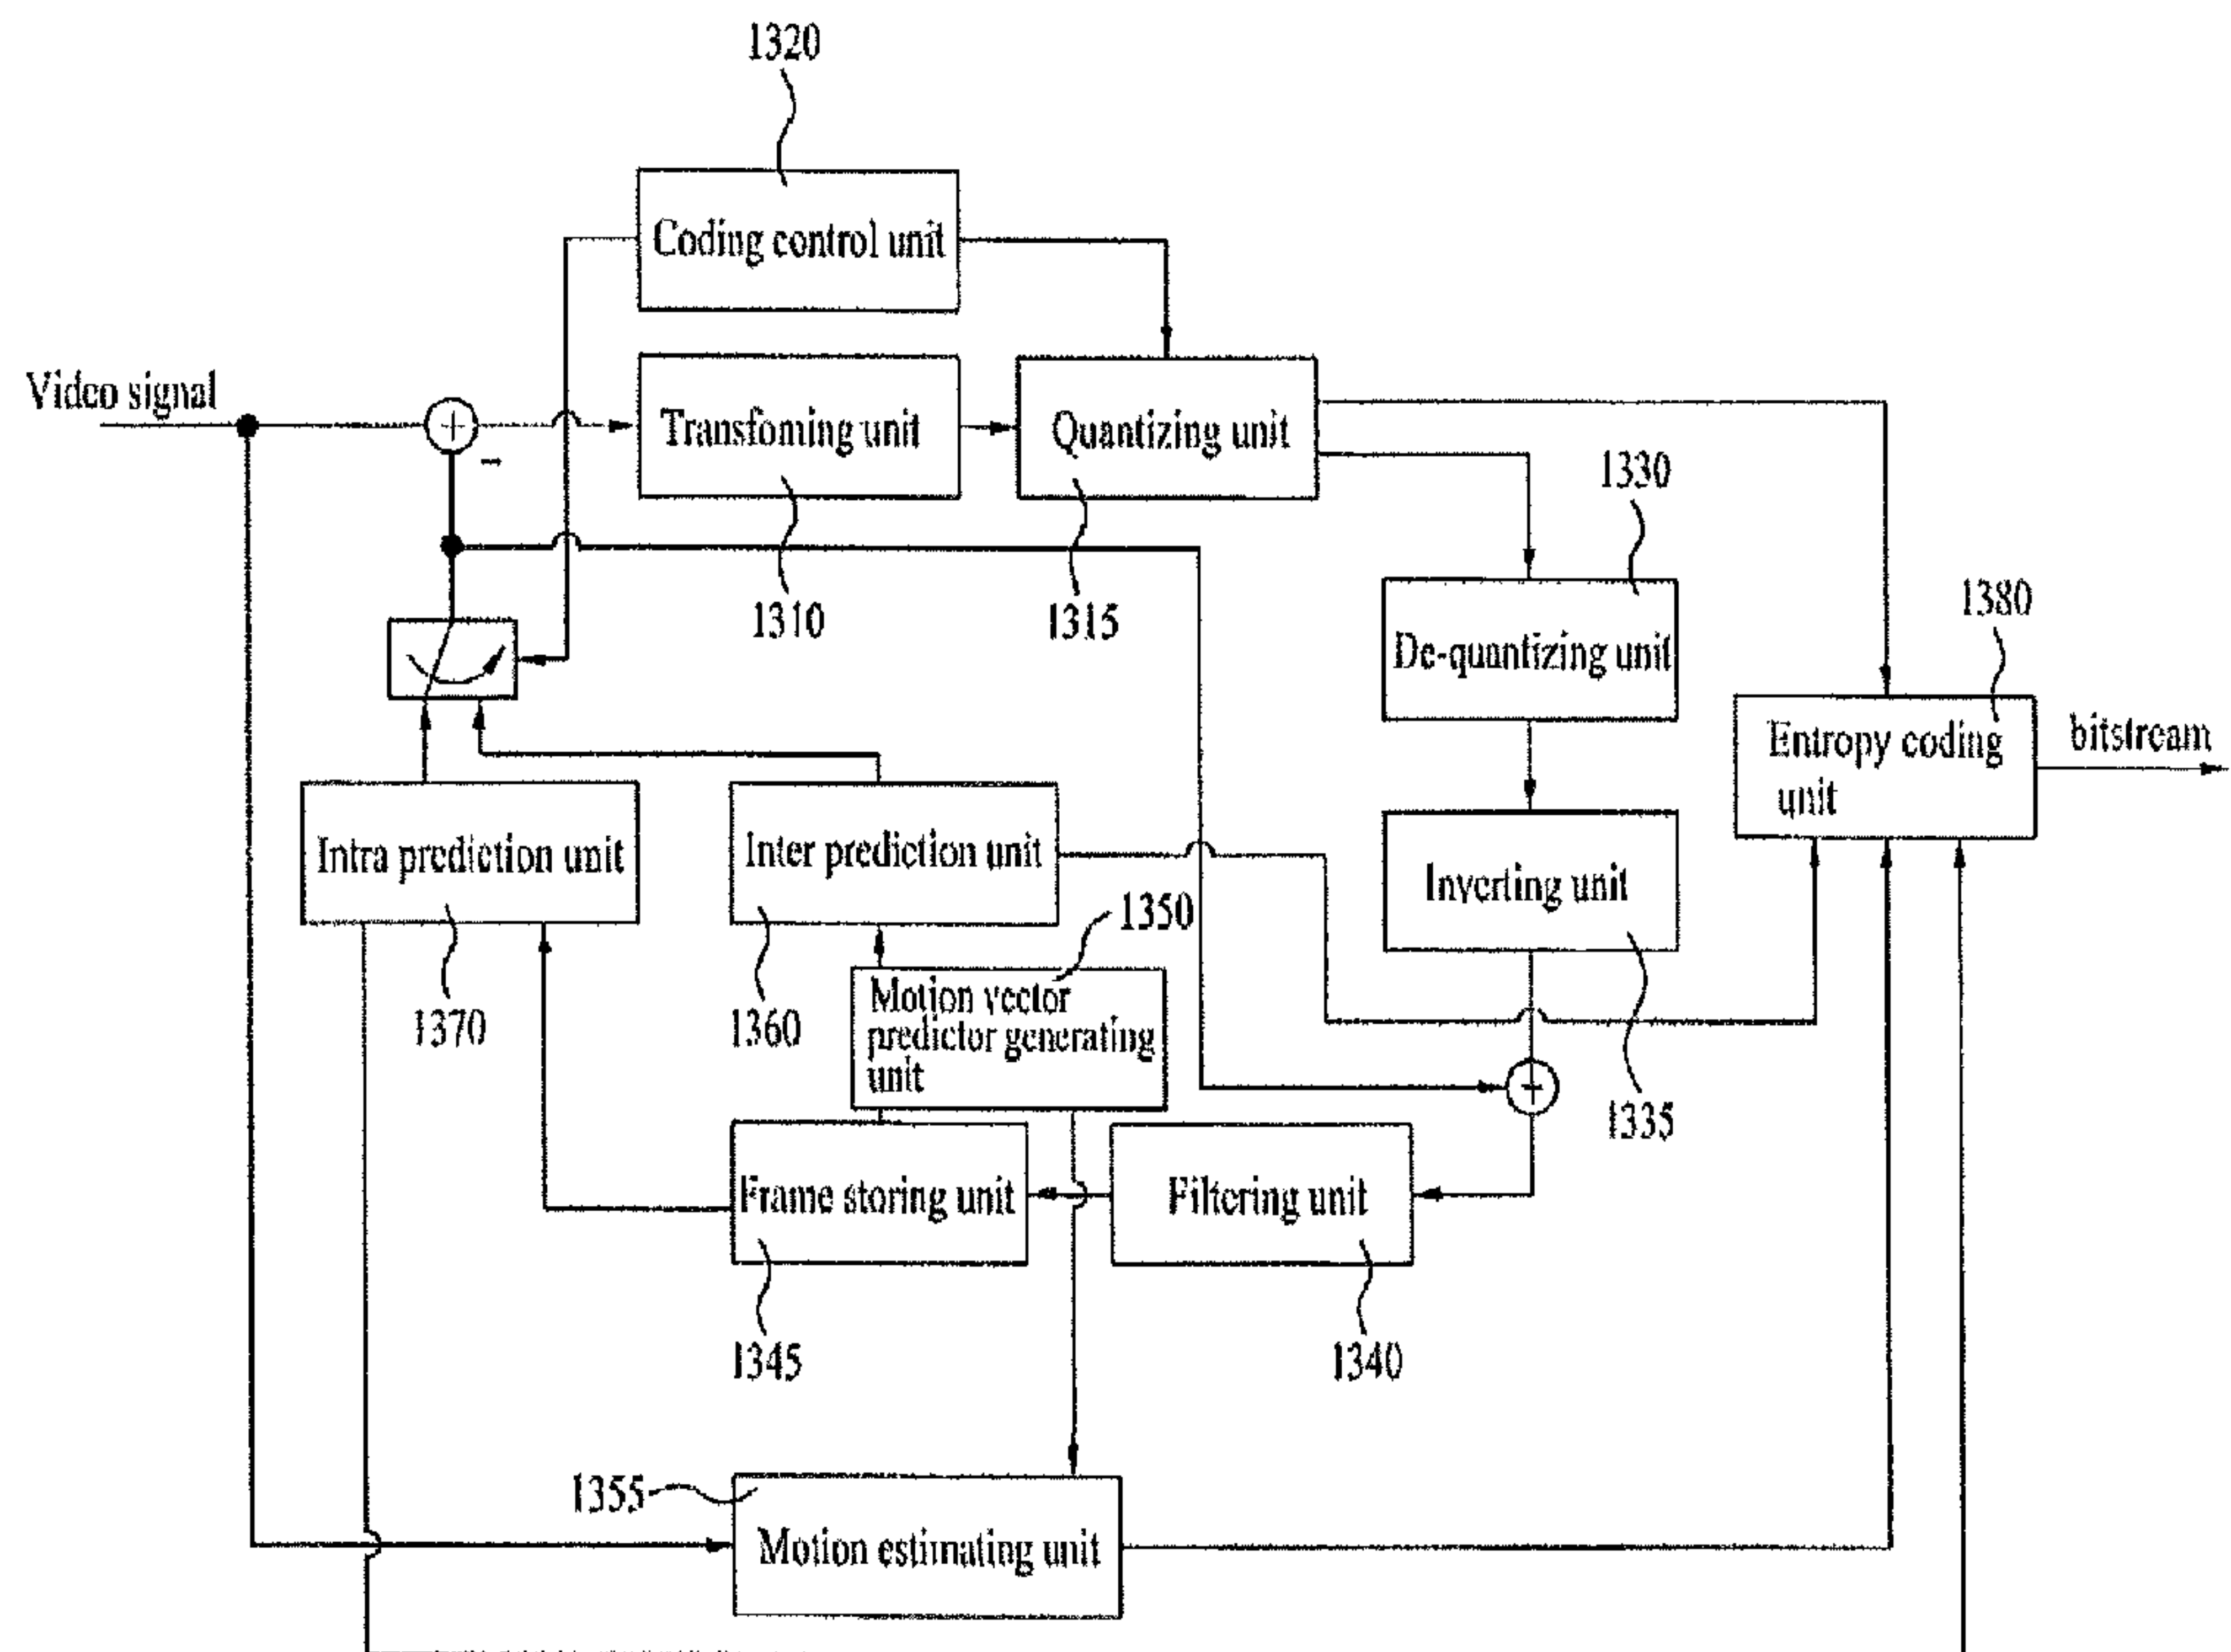 1320
Coding control unit
Video signal
+
-
Transfoming unit
Quantizing unit
1330
1310
1315
1380
De-quantizing unit
Entropy coding
unit
bitstream
Intra prediction unit
Inter prediction unit
Inverting unit
1350
1370
1360
Motion vector
predictor generating
unit
+
1335
Frame storing unit
Filtering unit
1345
1340
1355
Motion estimating unit